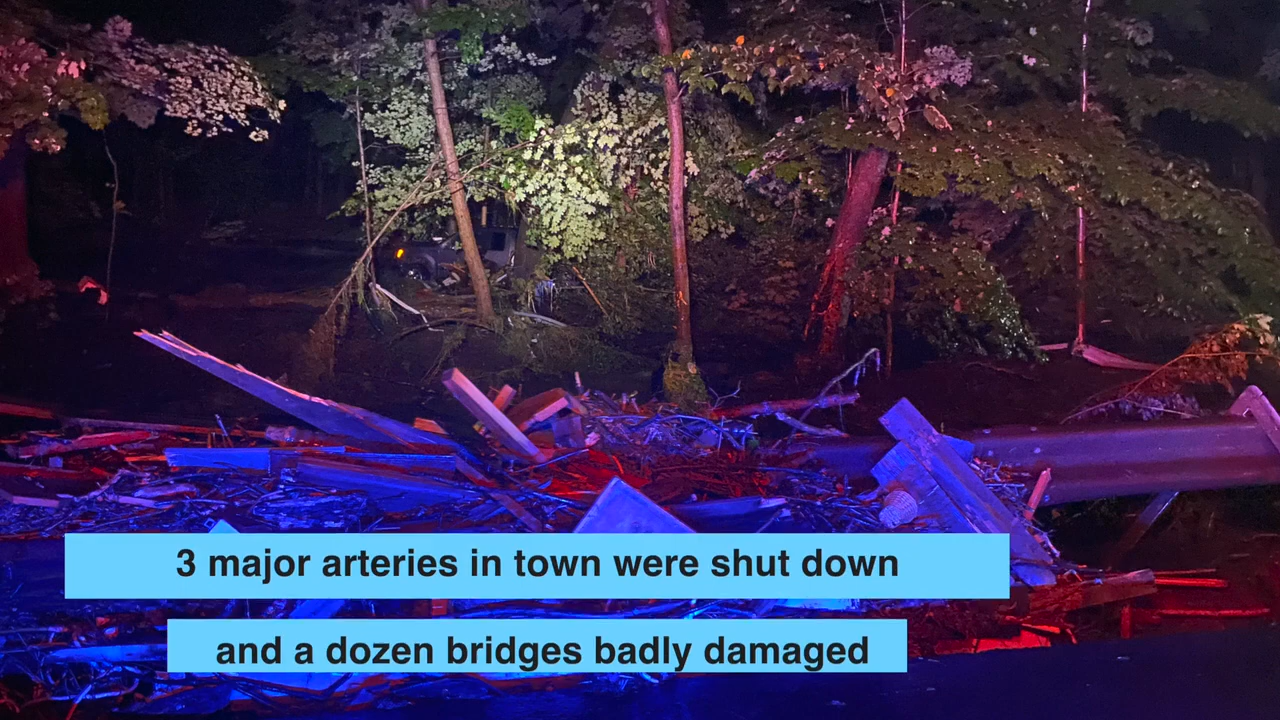 3 major arteries in town were shut down
and a dozen bridges badly damaged